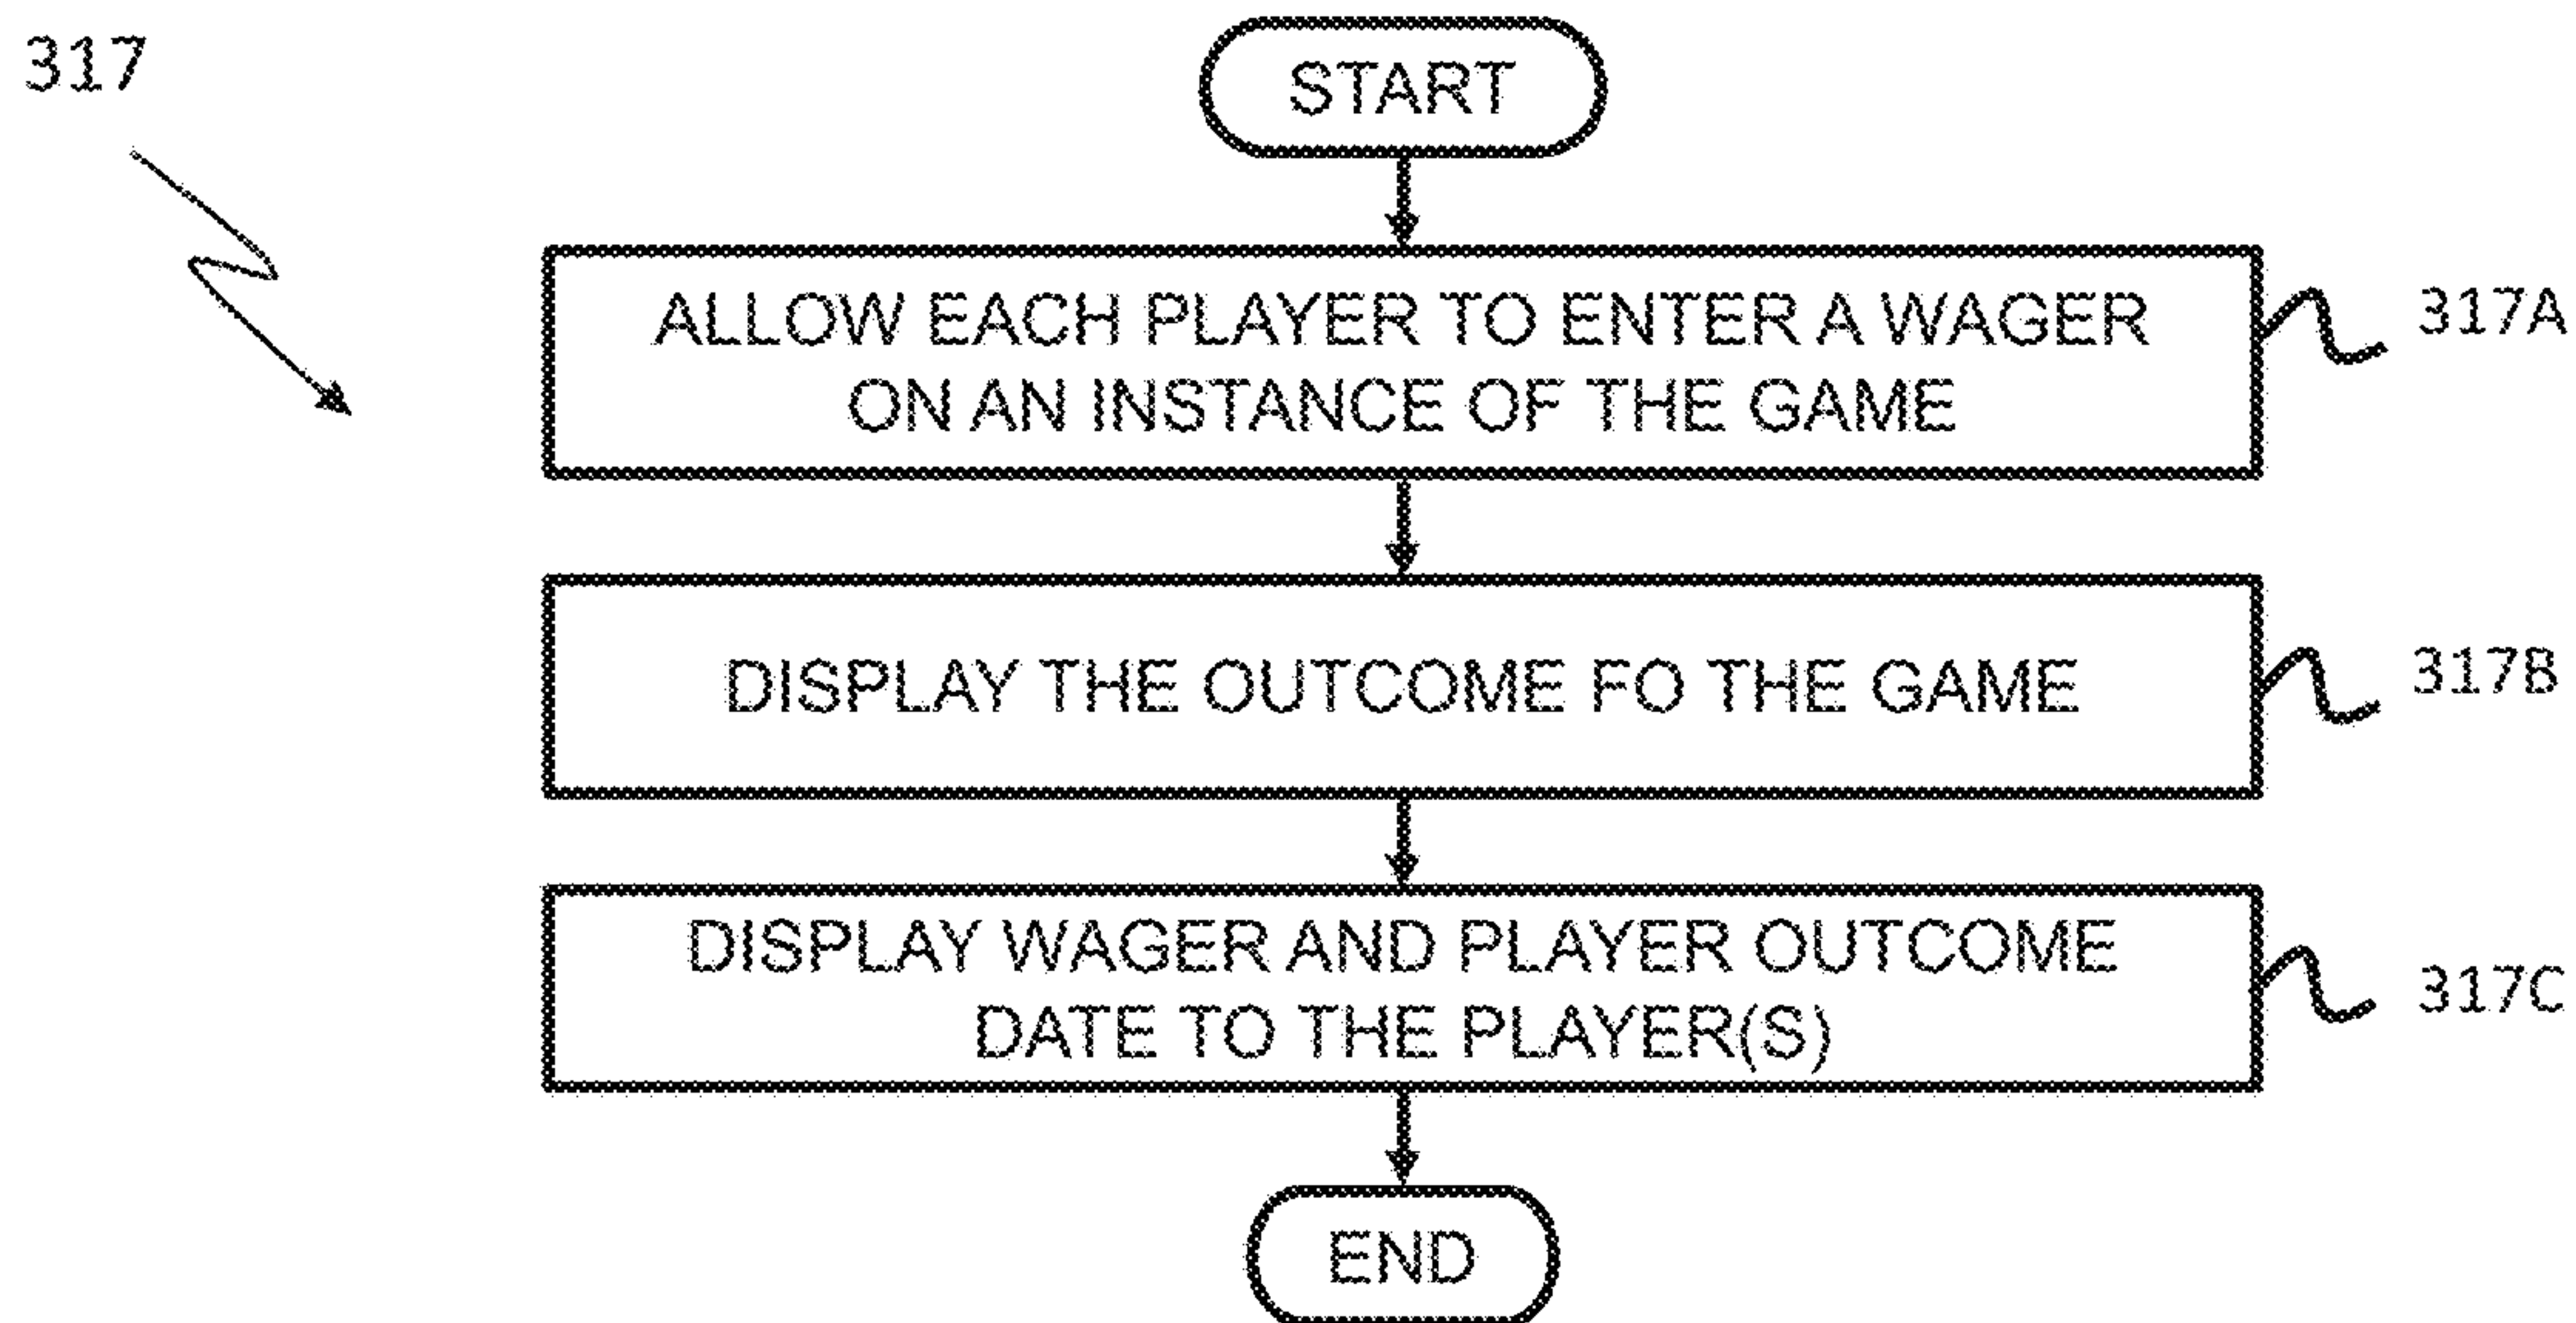 317
START
ALLOW EACH PLAYER TO ENTER A WAGER
ON AN INSTANCE OF THE GAME
317A
DISPLAY THE OUTCOME FO THE GAME
317B
DISPLAY WAGER AND PLAYER OUTCOME
DATE TO THE PLAYER(S)
317C
END